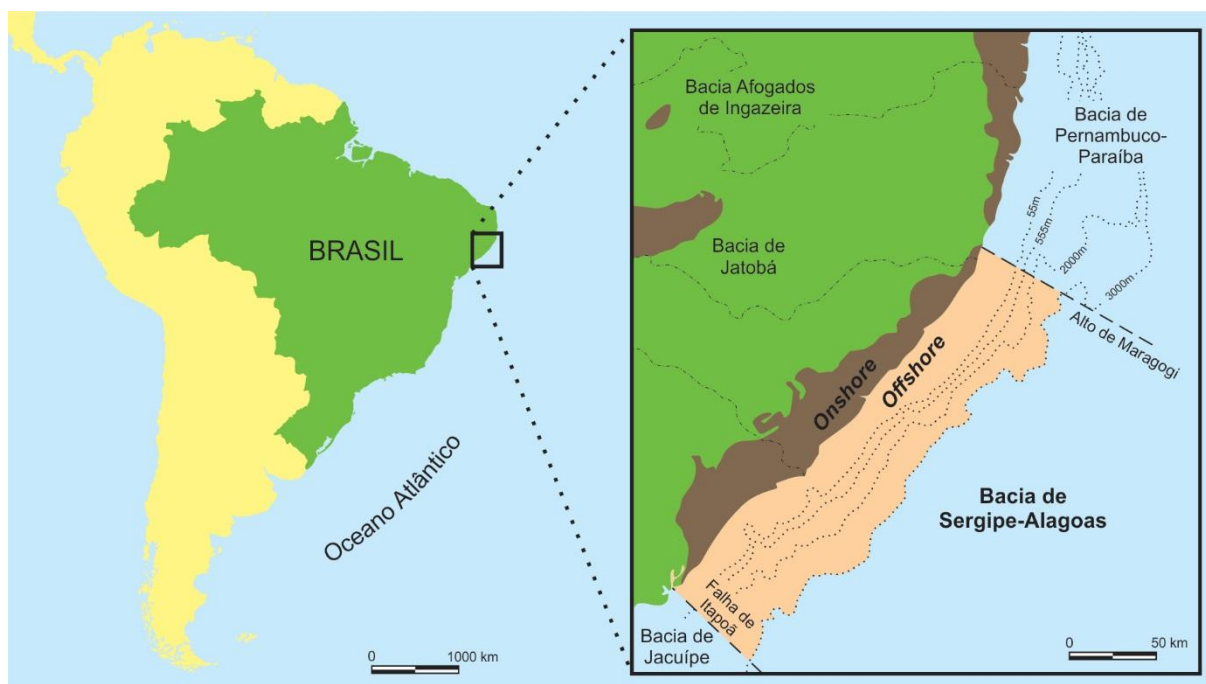 BRASIL
Oceano Atlântico
0 1000 km
Bacia Afogados
de Ingazeira
Bacia de
Pernambuco-
Paraíba
Bacia de
Jatobá
55m
555m
2000m
3000m
Alto de Maragogi
Onshore
Offshore
Bacia de
Sergipe-Alagoas
Falha de
Itapoã
Bacia de
Jacuípe
0 50 km